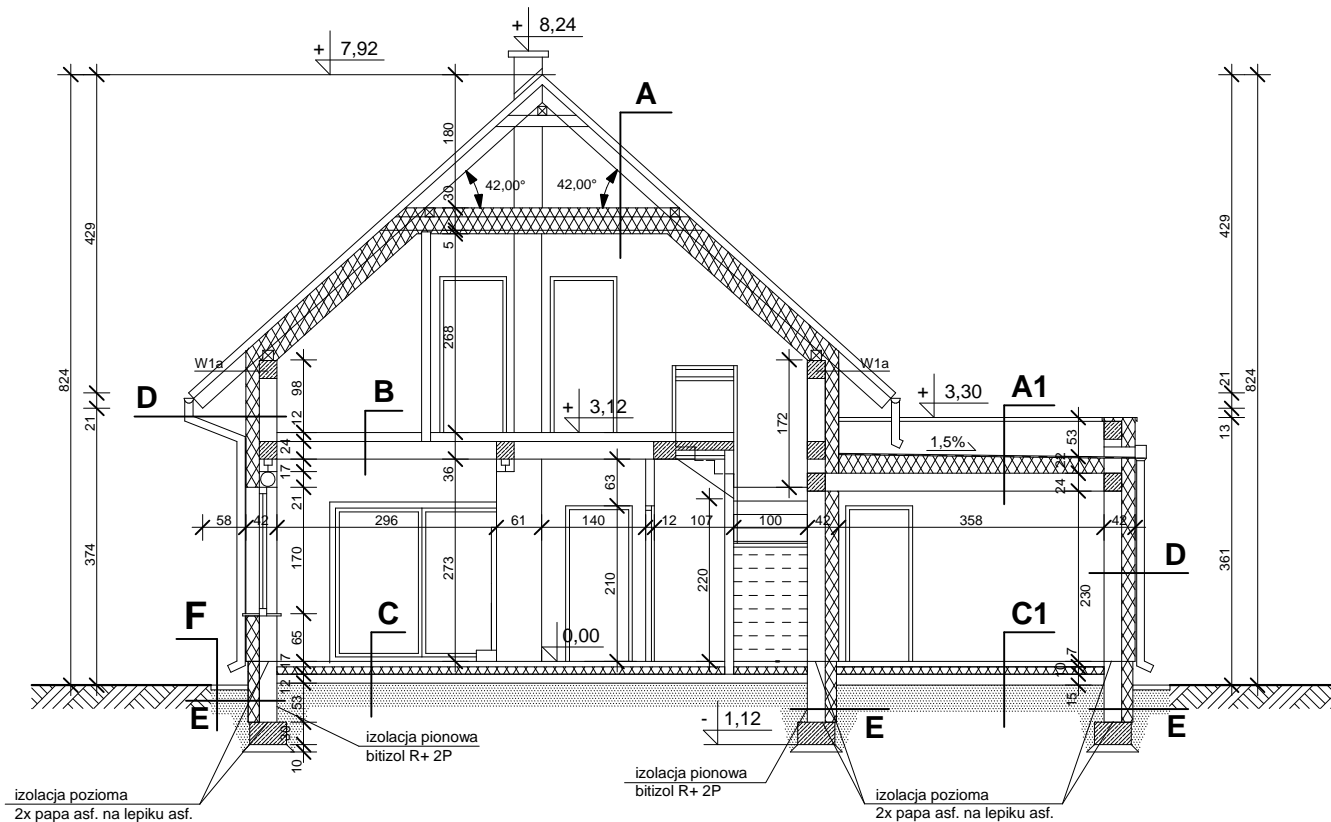 + 8,24
+ 7,92
A
180
30
42,00°
42,00°
429
429
5
268
824
824
W1a
W1a
98
12
24
17
21
D
B
+ 3,12
+ 3,30
A1
21
21
13
172
1,5%
53
22
24
36
63
58
42
296
61
140
12
107
100
42
358
42
374
361
170
273
210
220
230
D
F
C
0,00
C1
65
17
12
53
30
10
7
10
15
E
E
E
- 1,12
izolacja pionowa
bitizol R+ 2P
izolacja pionowa
bitizol R+ 2P
izolacja pozioma
2x papa asf. na lepiku asf.
izolacja pozioma
2x papa asf. na lepiku asf.